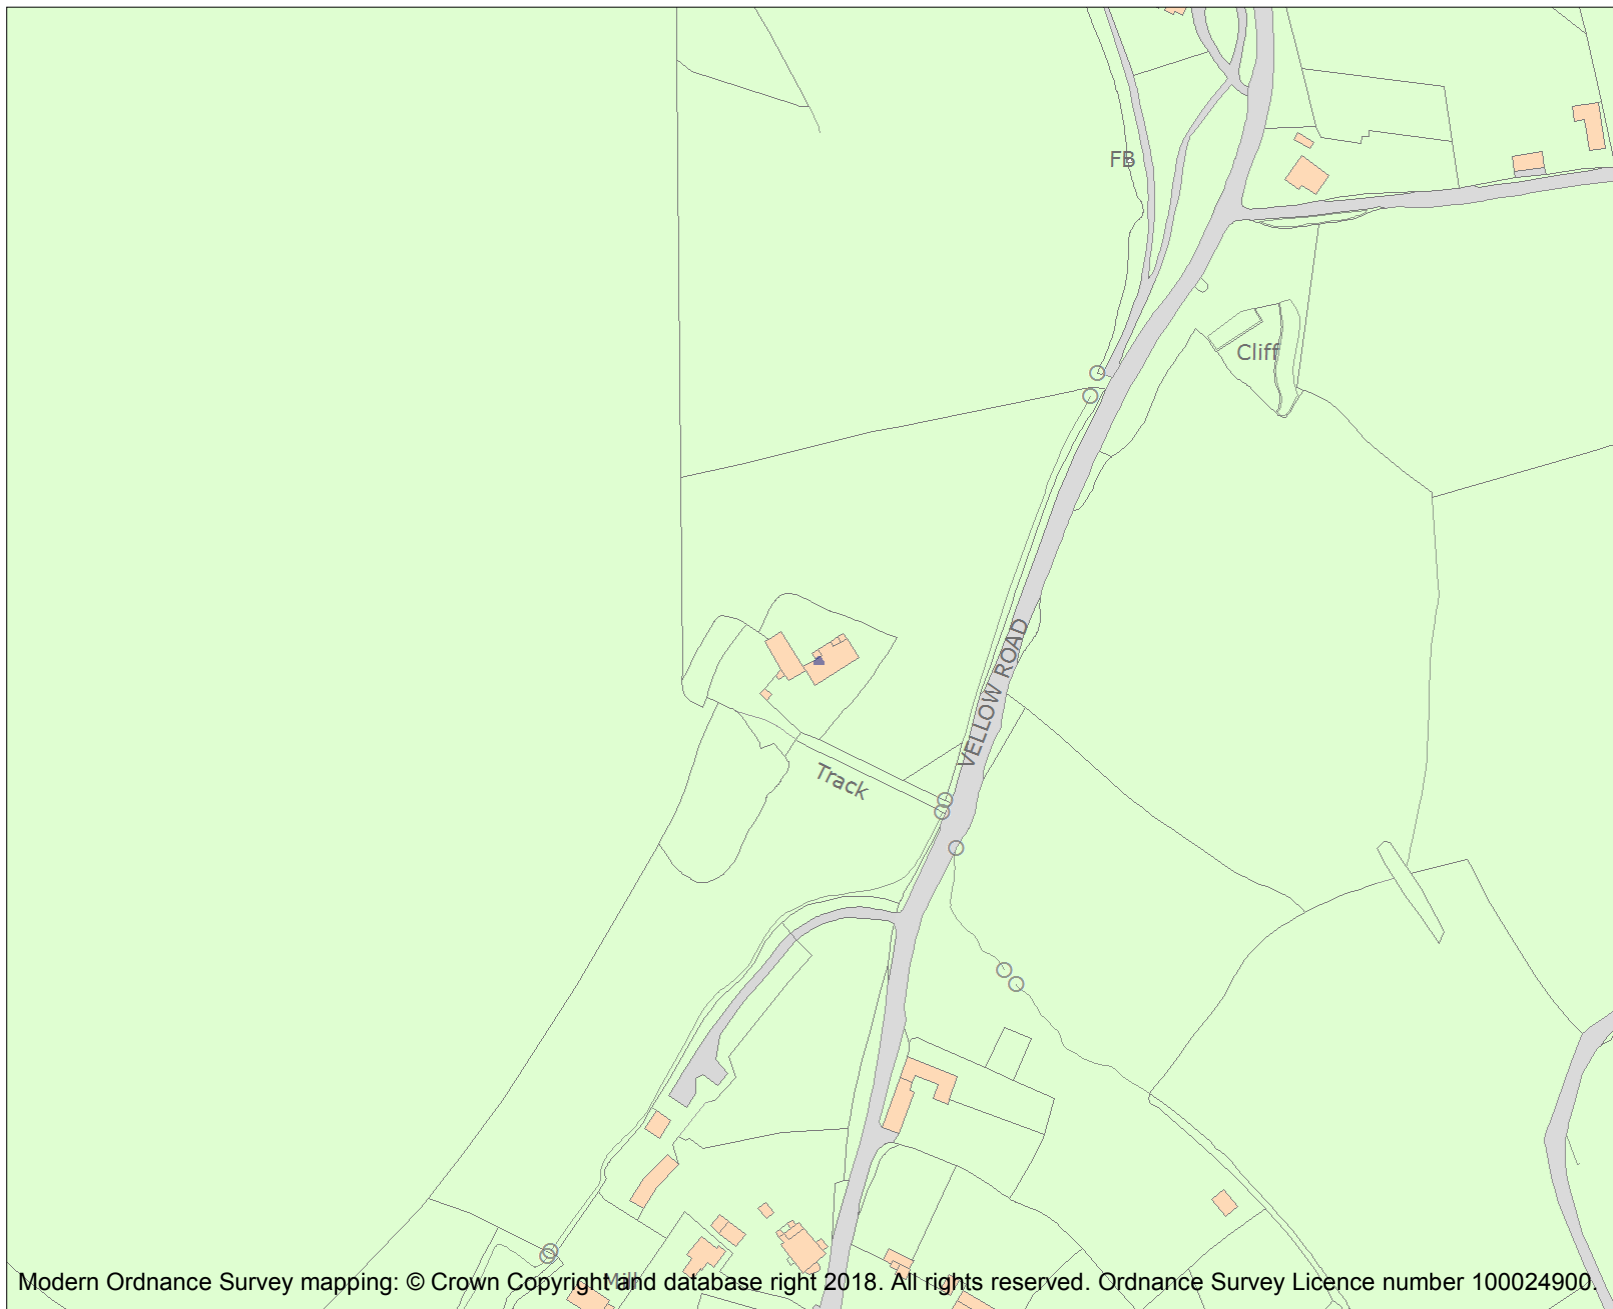 FB
Cliff
VELLOW ROAD
Track
Mill
Modern Ordnance Survey mapping: © Crown Copyright and database right 2018. All rights reserved. Ordnance Survey Licence number 100024900.